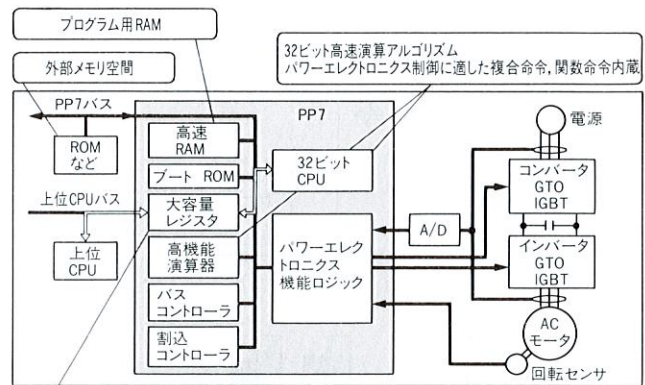 プログラム用RAM
外部メモリ空間
32ビット高速演算アルゴリズム
パワーエレクトロニクス制御に適した複合命令,関数命令内蔵
PP7バス
ROM
など
上位CPUバス
上位
CPU
PP7
高速
RAM
ブート ROM
大容量
レジスタ
高機能
演算器
バス
コントローラ
割込
コントローラ
32ビット
CPU
パワーエレク
トロニクス
機能ロジック
A/D
電源
コンバータ
GTO
IGBT
インバータ
GTO
IGBT
AC
モータ
回転センサ